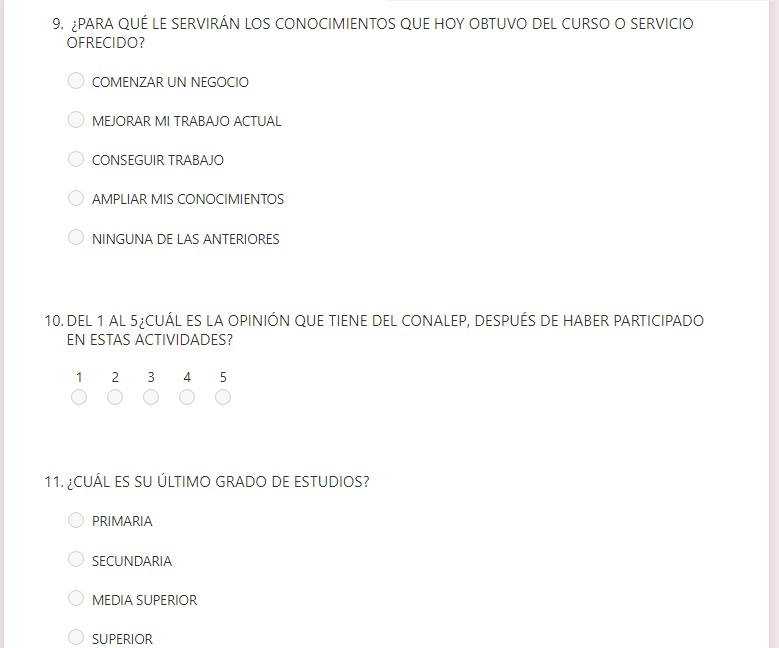 9. ¿PARA QUÉ LE SERVIRÁN LOS CONOCIMIENTOS QUE HOY OBTUVO DEL CURSO O SERVICIO
OFRECIDO?
COMENZAR UN NEGOCIO
MEJORAR MI TRABAJO ACTUAL
CONSEGUIR TRABAJO
AMPLIAR MIS CONOCIMIENTOS
NINGUNA DE LAS ANTERIORES
10. DEL 1 AL 5¿CUÁL ES LA OPINIÓN QUE TIENE DEL CONALEP, DESPUÉS DE HABER PARTICIPADO
EN ESTAS ACTIVIDADES?
1 2 3 4 5
11. ¿CUÁL ES SU ÚLTIMO GRADO DE ESTUDIOS?
PRIMARIA
SECUNDARIA
MEDIA SUPERIOR
SUPERIOR